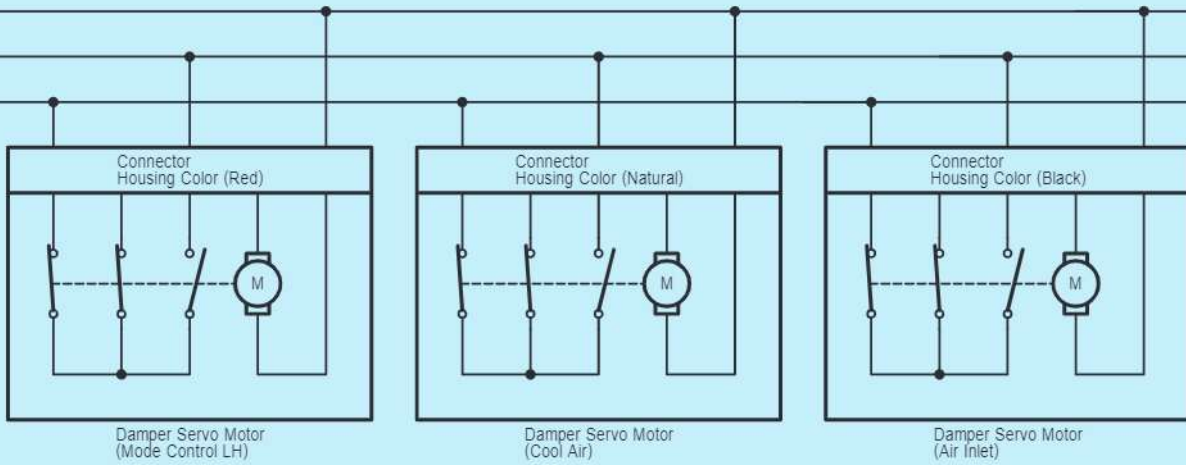 Connector
Housing Color (Red)
Connector
Housing Color (Natural)
Connector
Housing Color (Black)
M
M
M
Damper Servo Motor
(Mode Control LH)
Damper Servo Motor
(Cool Air)
Damper Servo Motor
(Air Inlet)